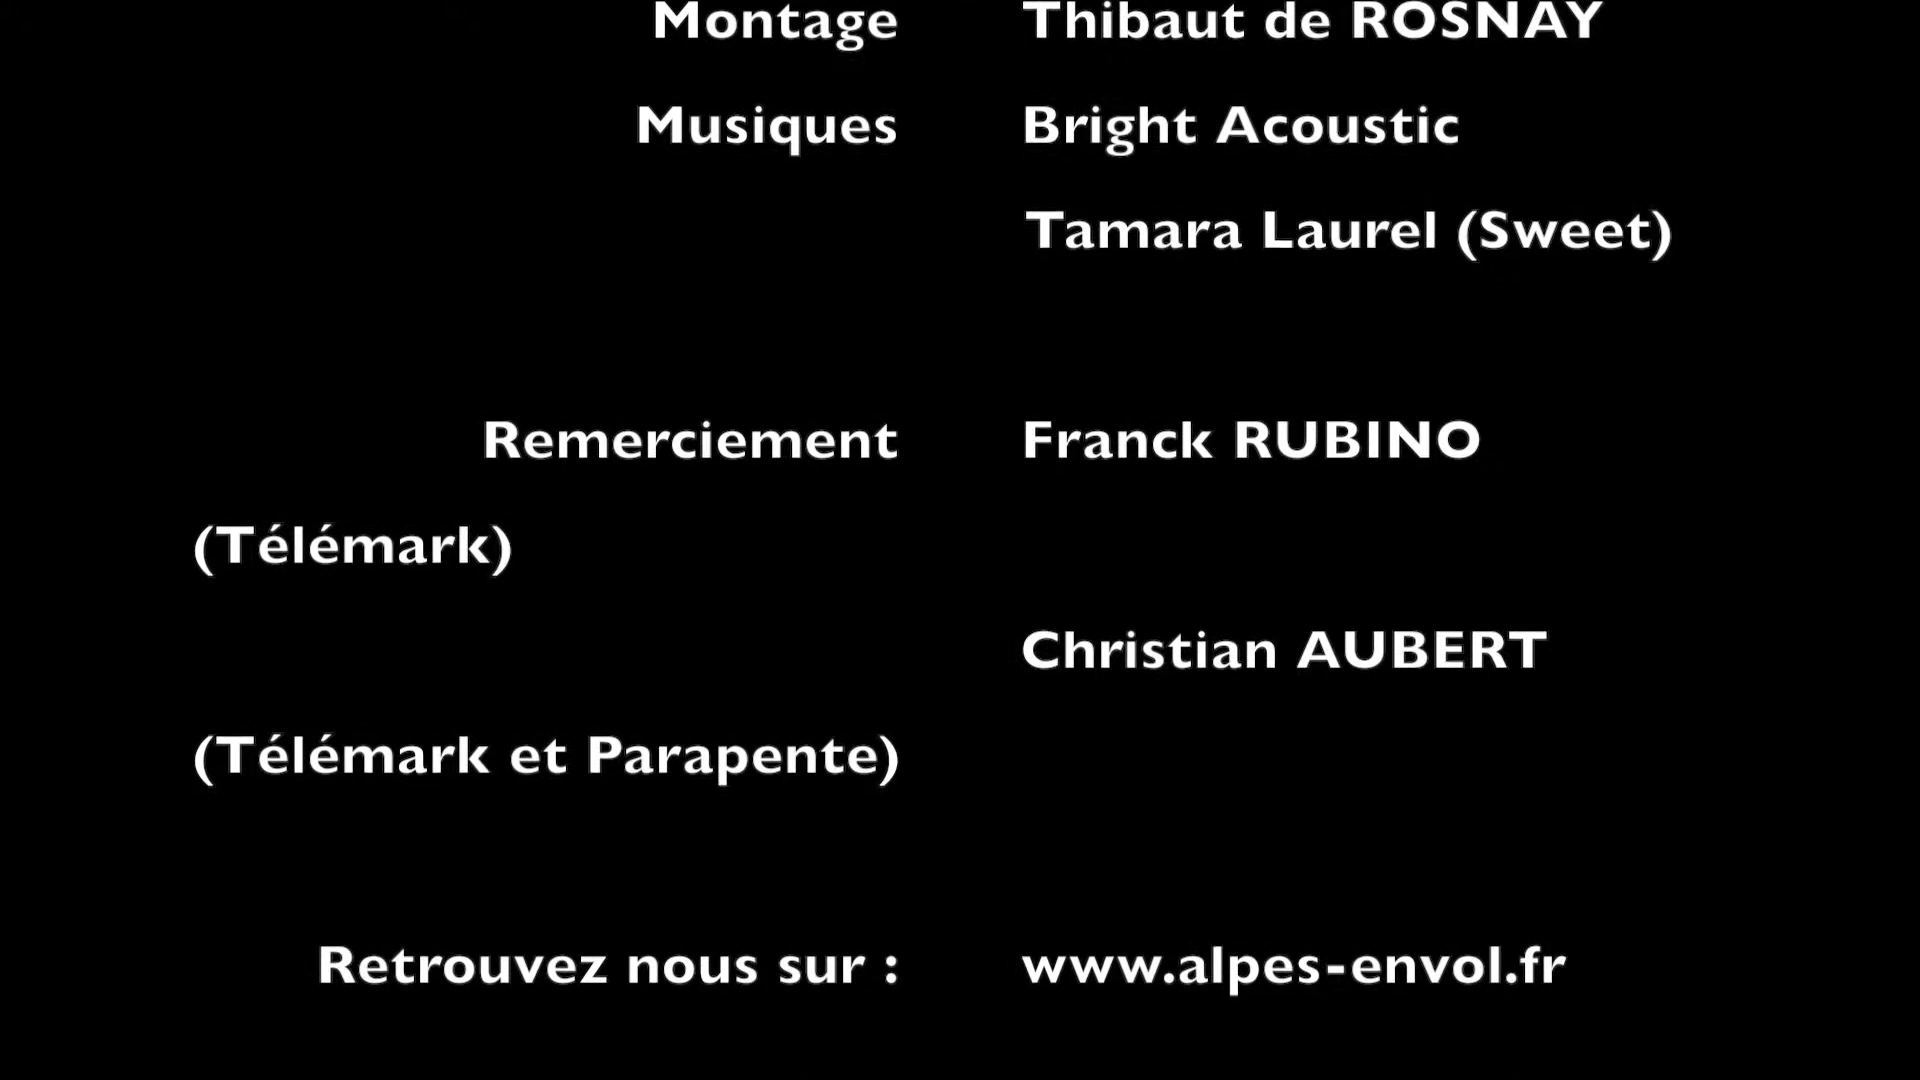 Montage Thibaut de ROSNAY
Musiques Bright Acoustic
Tamara Laurel (Sweet)
Remerciement Franck RUBINO
(Télémark)
Christian AUBERT
(Télémark et Parapente)
Retrouvez nous sur : www.alpes-envol.fr